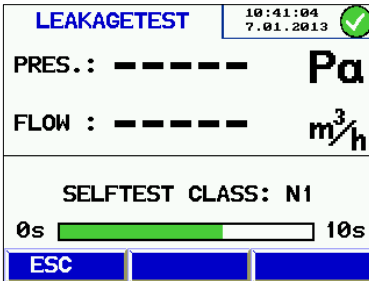 LEAKAGETEST
10:41:04
7.01.2013
PRES.: ----- Pa
FLOW : ----- m³/h
SELFTEST CLASS: N1
0s 10s
ESC